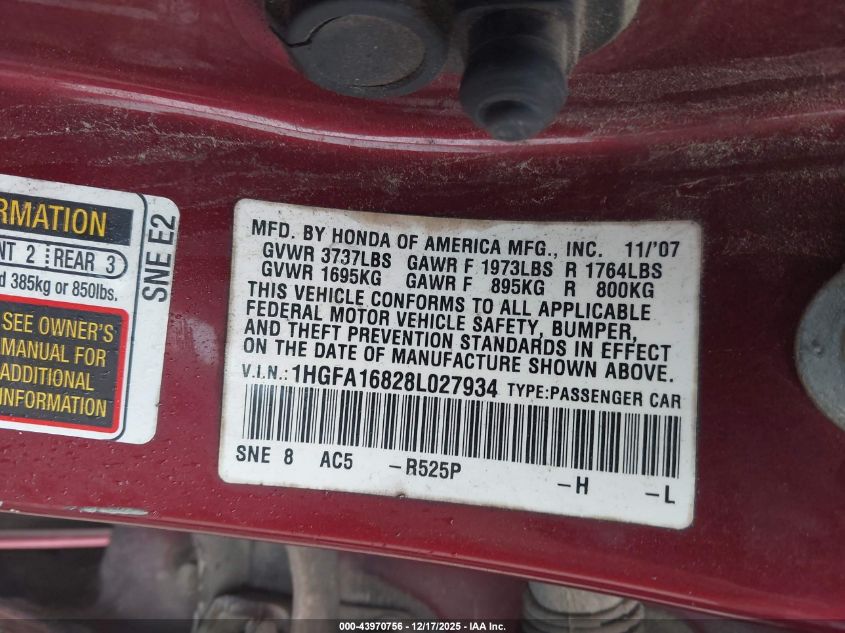 RMATION
NT 2 REAR 3
d 385kg or 850lbs.
SEE OWNER'S
MANUAL FOR
ADDITIONAL
INFORMATION
SNE E2
MFD. BY HONDA OF AMERICA MFG., INC. 11/'07
GVWR 3737LBS GAWR F 1973LBS R 1764LBS
GVWR 1695KG GAWR F 895KG R 800KG
THIS VEHICLE CONFORMS TO ALL APPLICABLE
FEDERAL MOTOR VEHICLE SAFETY, BUMPER,
AND THEFT PREVENTION STANDARDS IN EFFECT
ON THE DATE OF MANUFACTURE SHOWN ABOVE.
V.I.N.: 1HGFA16828L027934 TYPE:PASSENGER CAR
SNE 8 AC5 -R525P -H -L
000-43970756 - 12/17/2025 - IAA Inc.